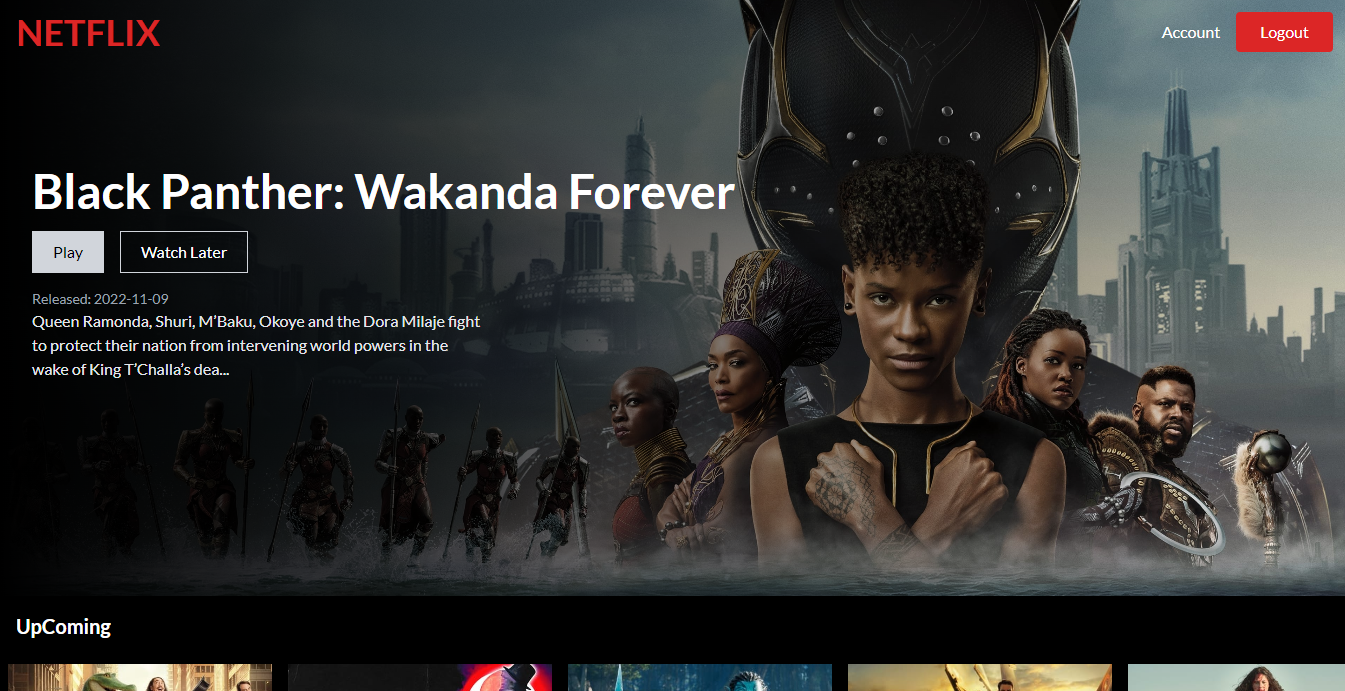 NETFLIX
Account
Logout
Black Panther: Wakanda Forever
Play
Watch Later
Released: 2022-11-09
Queen Ramonda, Shuri, M’Baku, Okoye and the Dora Milaje fight
to protect their nation from intervening world powers in the
wake of King T’Challa’s dea...
UpComing